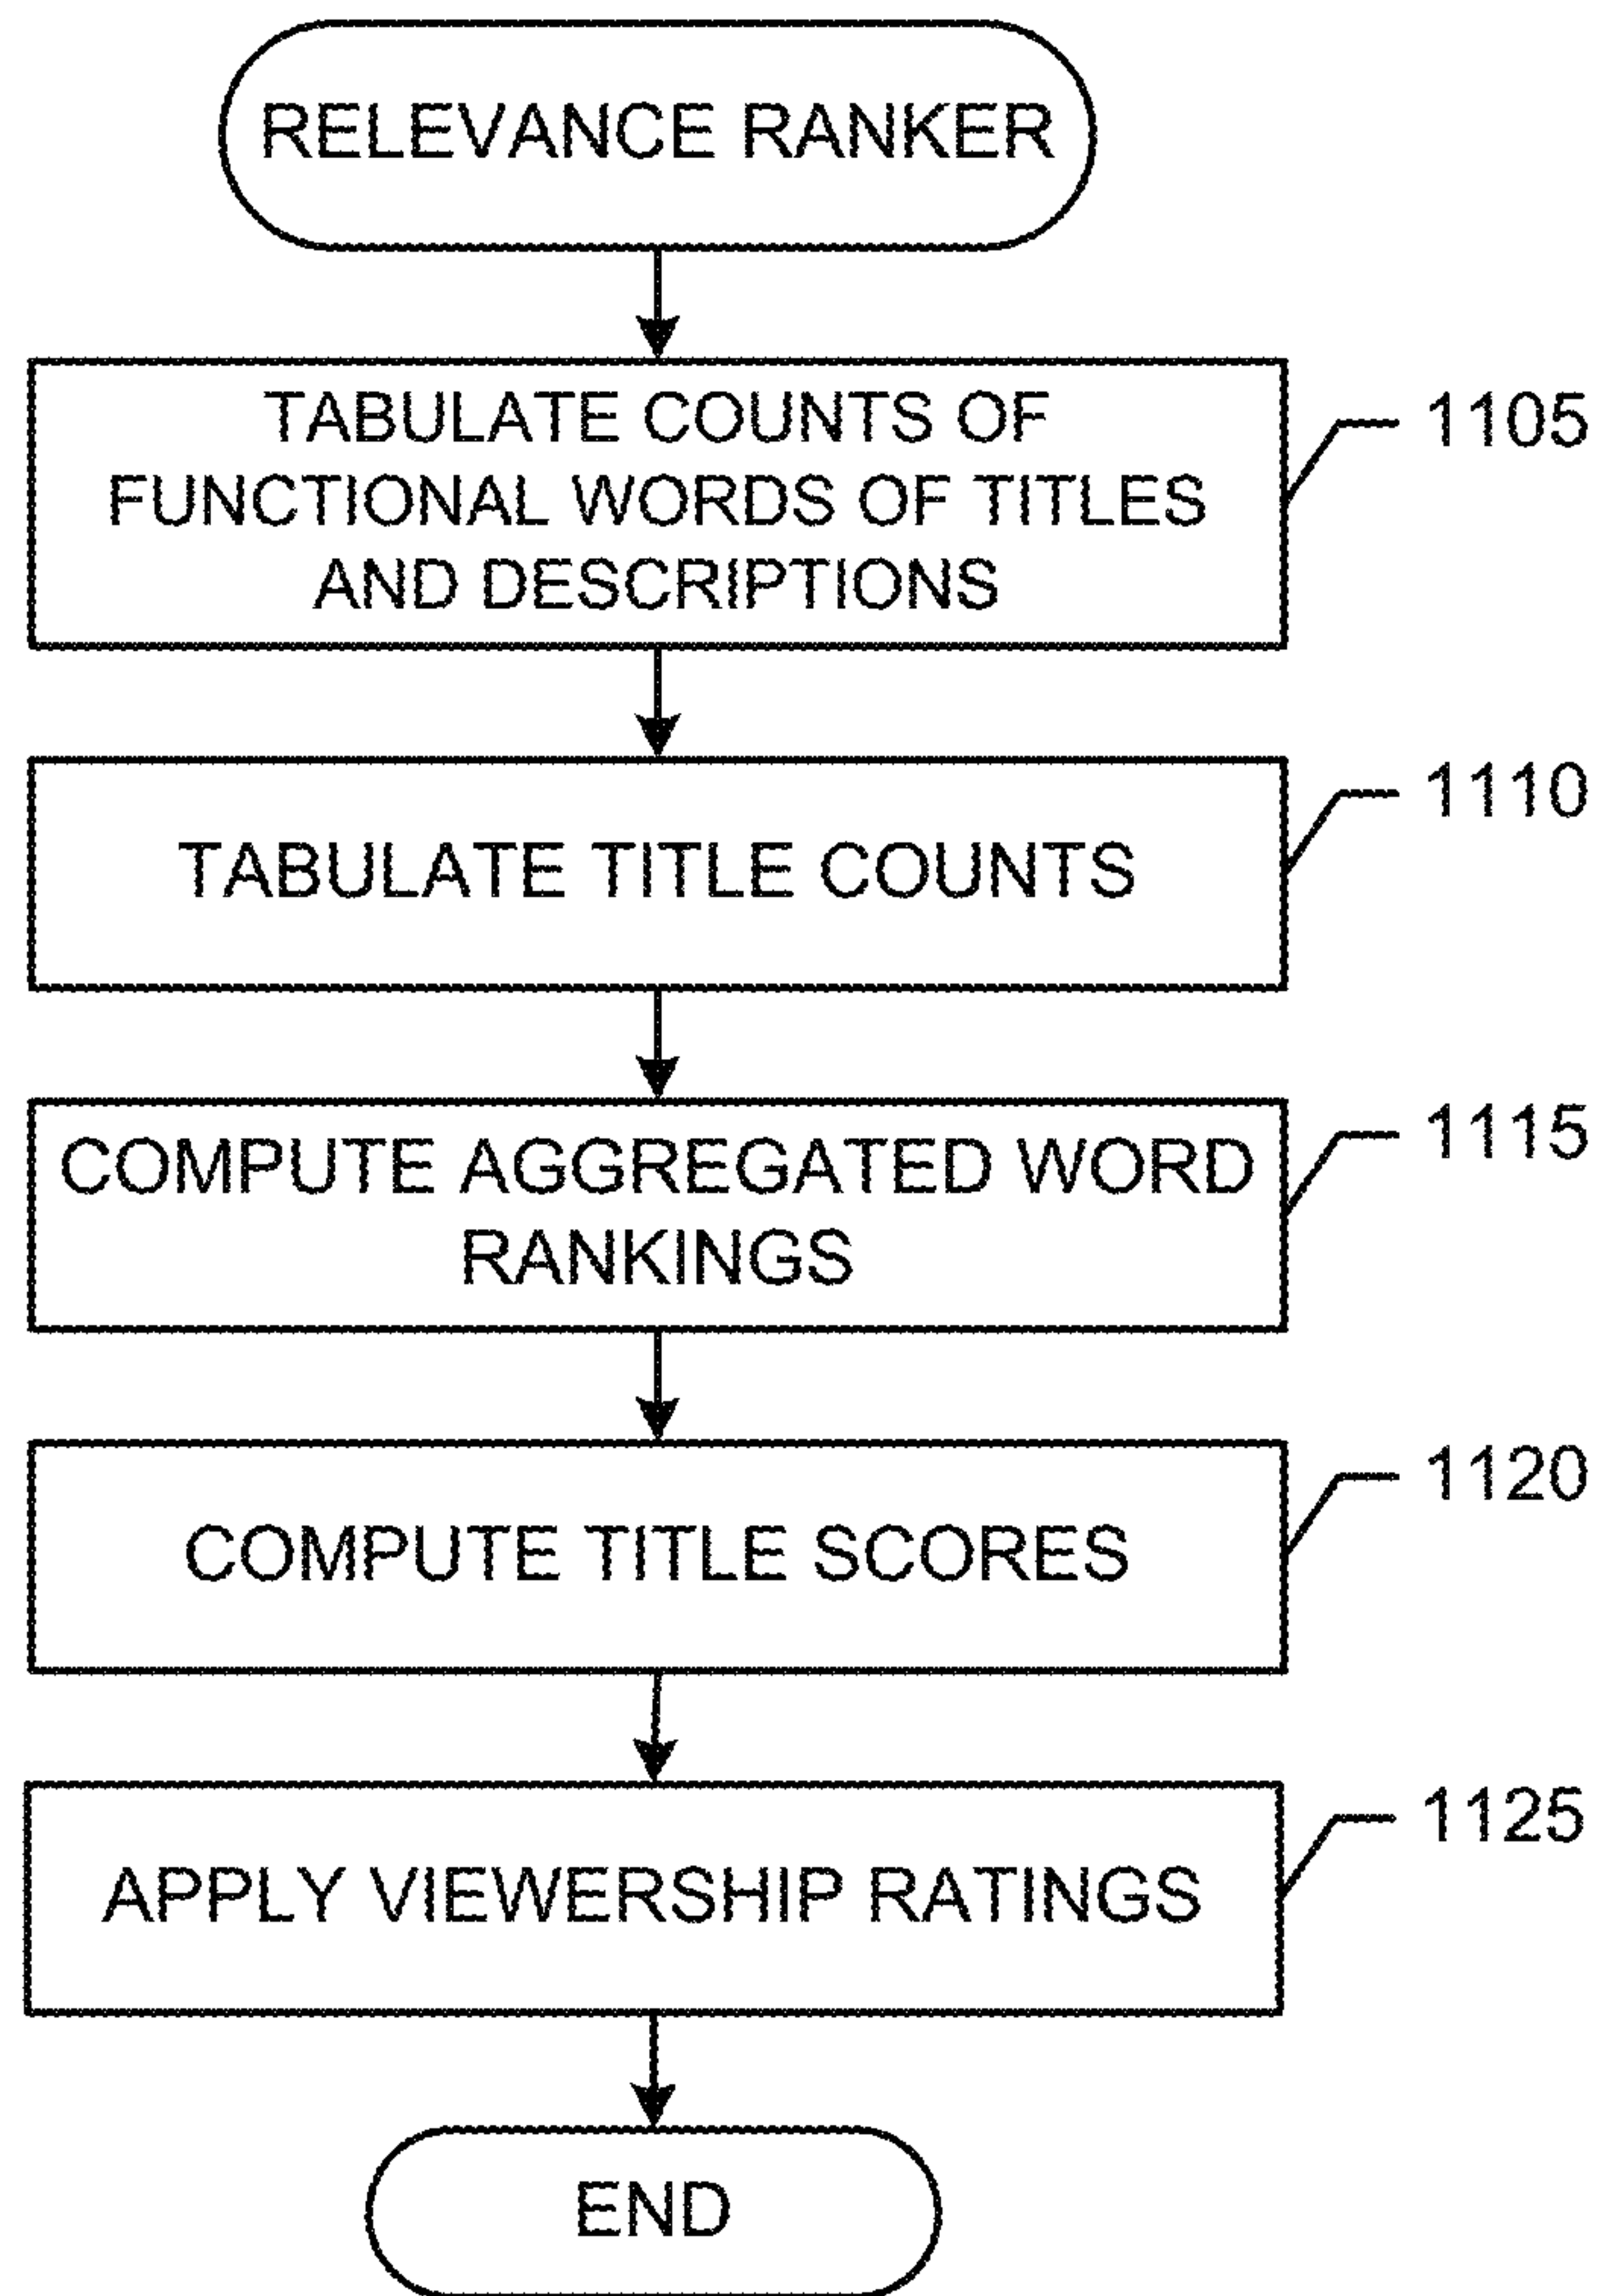 RELEVANCE RANKER
TABULATE COUNTS OF
FUNCTIONAL WORDS OF TITLES
AND DESCRIPTIONS
1105
TABULATE TITLE COUNTS
1110
COMPUTE AGGREGATED WORD
RANKINGS
1115
COMPUTE TITLE SCORES
1120
APPLY VIEWERSHIP RATINGS
1125
END